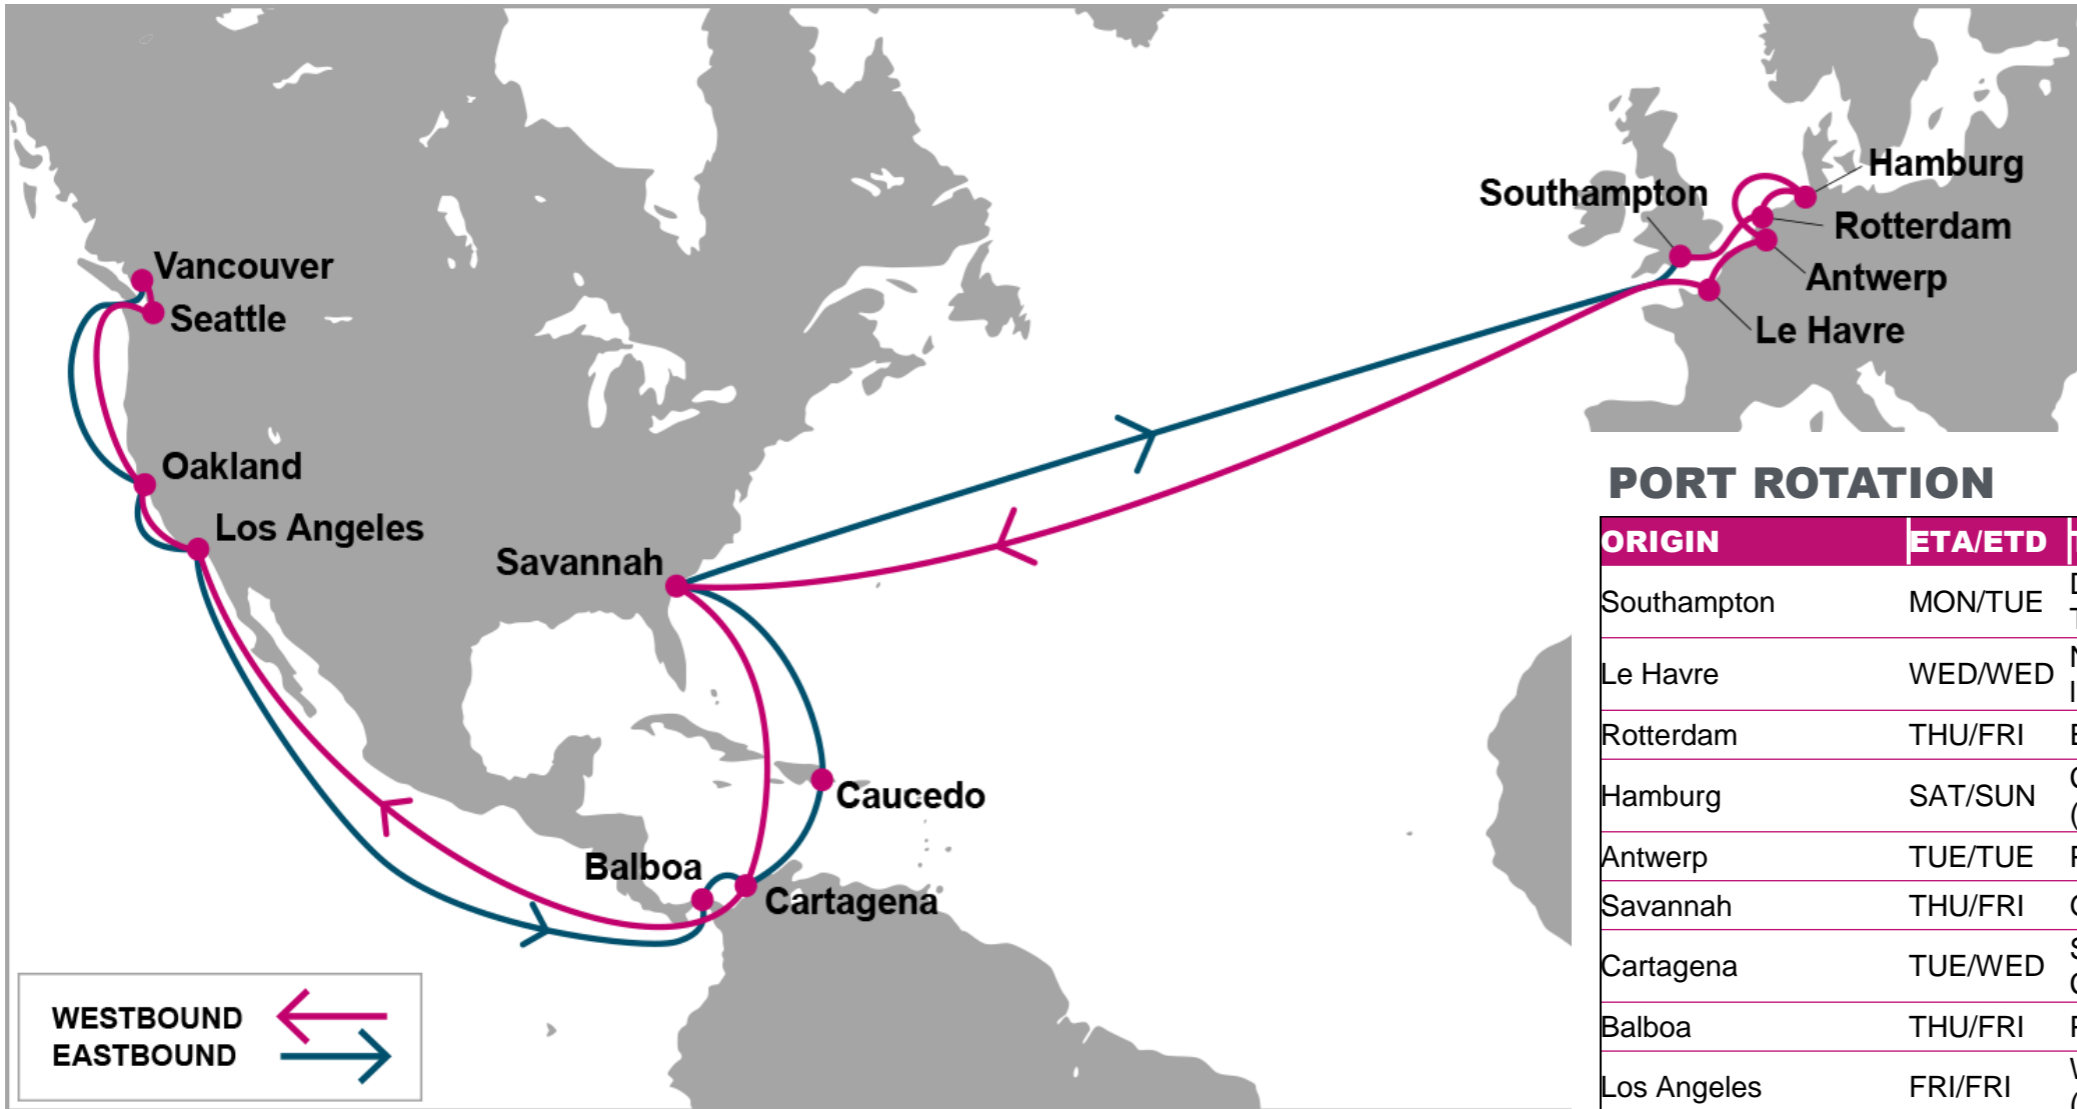 Hamburg
Southampton
Rotterdam
Vancouver
Antwerp
Seattle
Le Havre
Oakland
Los Angeles
Savannah
Caucedo
Balboa
Cartagena
WESTBOUND
EASTBOUND
PORT ROTATION
ORIGIN ETA/ETD
Southampton MON/TUE
Le Havre WED/WED
Rotterdam THU/FRI
Hamburg SAT/SUN
Antwerp TUE/TUE
Savannah THU/FRI
Cartagena TUE/WED
Balboa THU/FRI
Los Angeles FRI/FRI